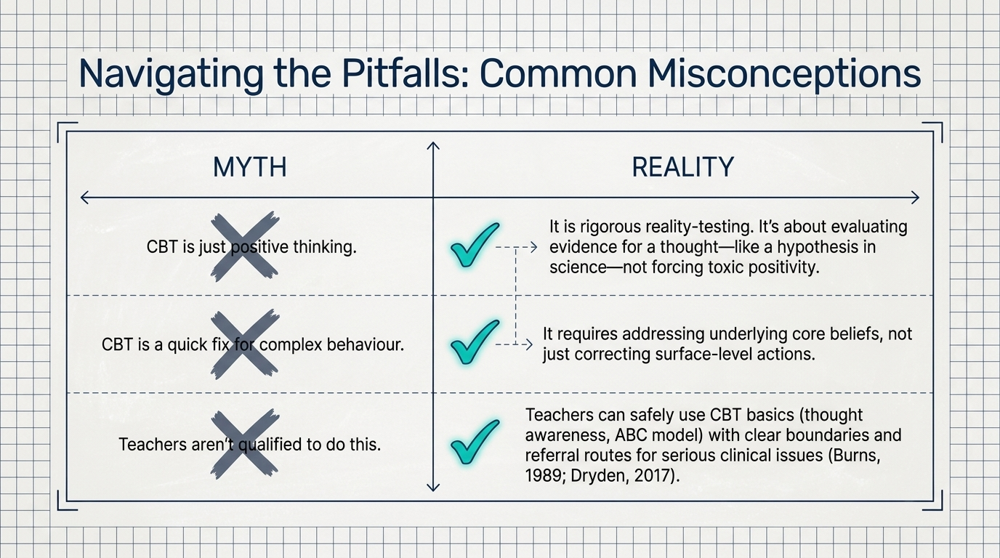 Navigating the Pitfalls: Common Misconceptions
MYTH
REALITY
CBT is just positive thinking.
It is rigorous reality-testing. It’s about evaluating
evidence for a thought—like a hypothesis in
science—not forcing toxic positivity.
CBT is a quick fix for complex behaviour.
It requires addressing underlying core beliefs, not
just correcting surface-level actions.
Teachers aren’t qualified to do this.
Teachers can safely use CBT basics (thought
awareness, ABC model) with clear boundaries and
referral routes for serious clinical issues (Burns,
1989; Dryden, 2017).